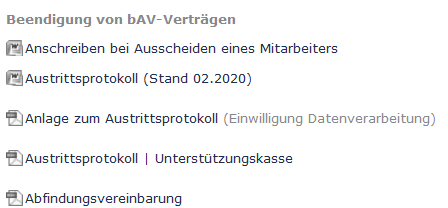 Beendigung von bAV-Verträgen
Anschreiben bei Ausscheiden eines Mitarbeiters
Austrittsprotokoll (Stand 02.2020)
Anlage zum Austrittsprotokoll (Einwilligung Datenverarbeitung)
Austrittsprotokoll | Unterstützungskasse
Abfindungsvereinbarung